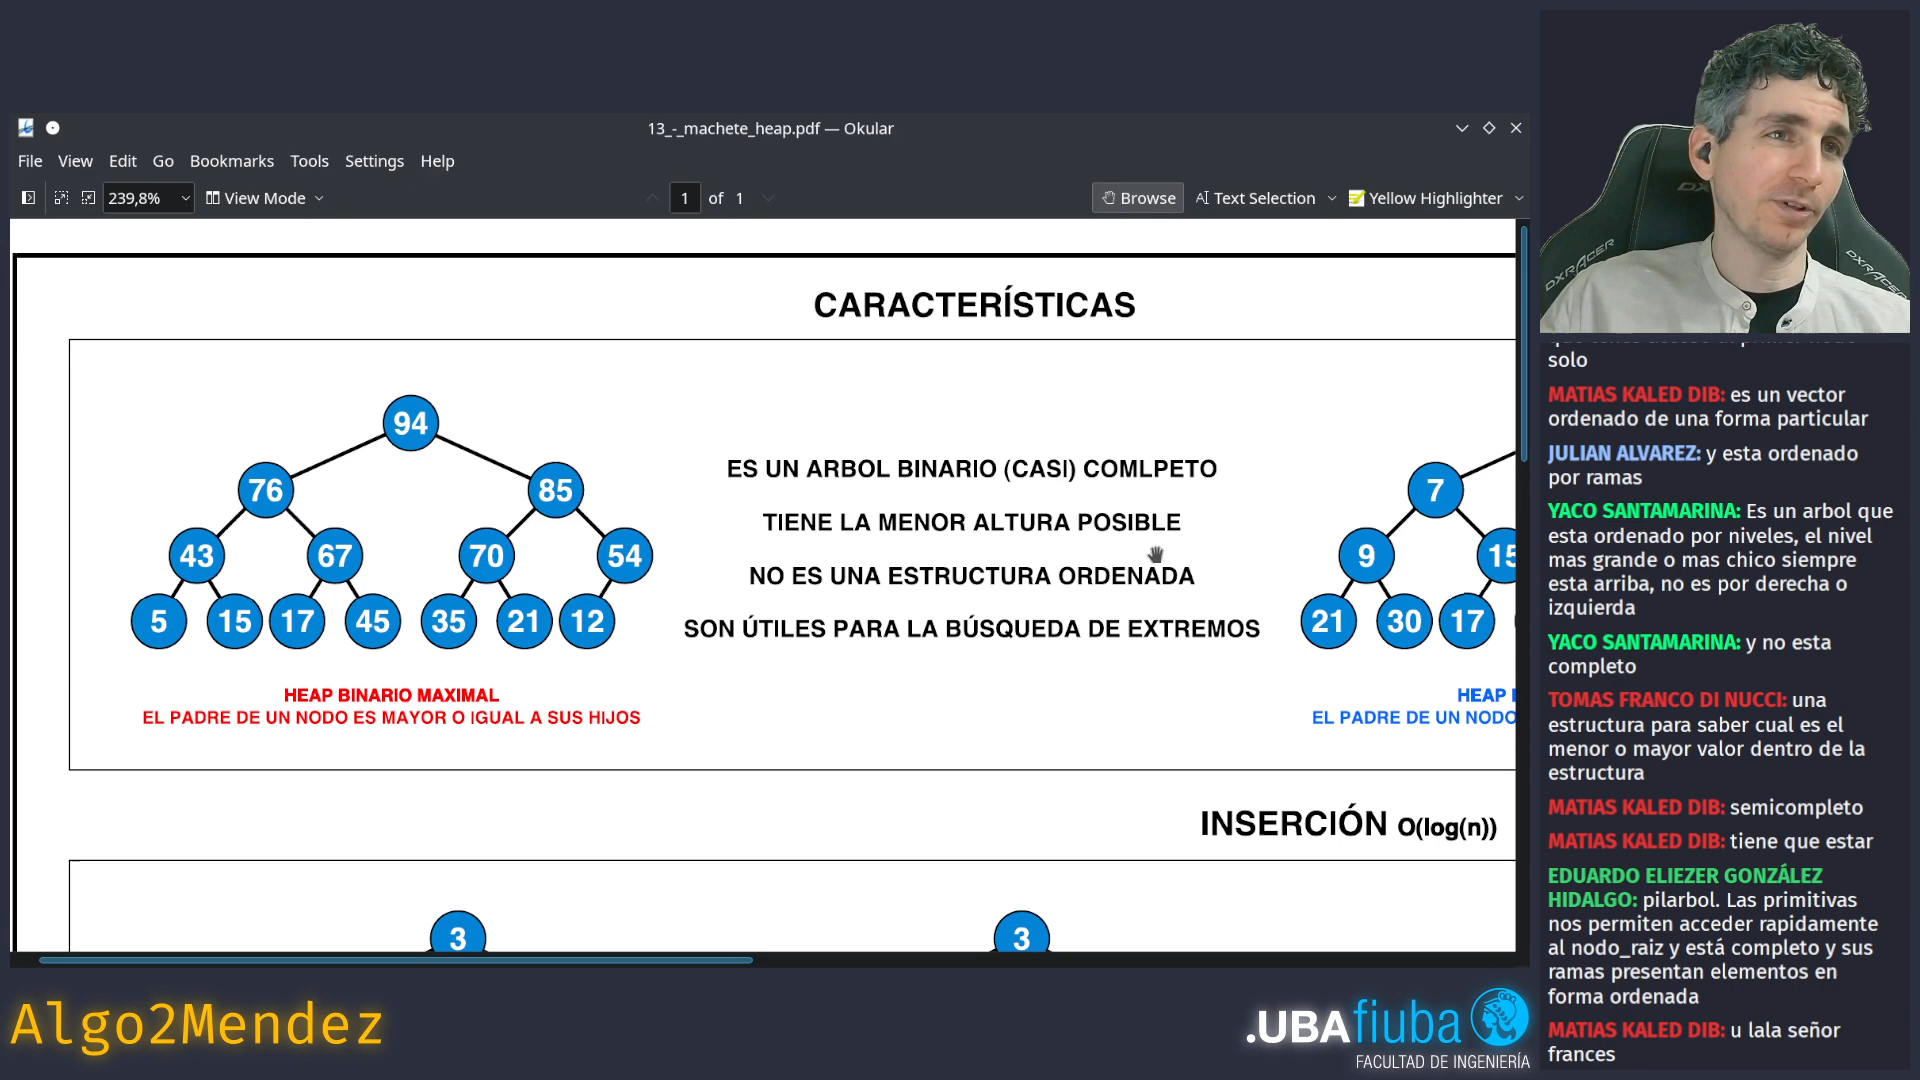 13_-_machete_heap.pdf — Okular
File View Edit Go Bookmarks Tools Settings Help
239,8% View Mode 1 of 1 Browse Text Selection Yellow Highlighter
CARACTERÍSTICAS
94
76 85
43 67 70 54
5 15 17 45 35 21 12
HEAP BINARIO MAXIMAL
EL PADRE DE UN NODO ES MAYOR O IGUAL A SUS HIJOS
ES UN ARBOL BINARIO (CASI) COMLPETO
TIENE LA MENOR ALTURA POSIBLE
NO ES UNA ESTRUCTURA ORDENADA
SON ÚTILES PARA LA BÚSQUEDA DE EXTREMOS
7
9 15
21 30 17
HEAP
EL PADRE DE UN NODO
INSERCIÓN O(log(n))
3 3
Algo2Mendez
.UBAfiuba
FACULTAD DE INGENIERÍA
DXRACER
DXRACER
solo
MATIAS KALED DIB: es un vector
ordenado de una forma particular
JULIAN ALVAREZ: y esta ordenado
por ramas
YACO SANTAMARINA: Es un arbol que
esta ordenado por niveles, el nivel
mas grande o mas chico siempre
esta arriba, no es por derecha o
izquierda
YACO SANTAMARINA: y no esta
completo
TOMAS FRANCO DI NUCCI: una
estructura para saber cual es el
menor o mayor valor dentro de la
estructura
MATIAS KALED DIB: semicompleto
MATIAS KALED DIB: tiene que estar
EDUARDO ELIEZER GONZÁLEZ
HIDALGO: pilarbol. Las primitivas
nos permiten acceder rapidamente
al nodo_raiz y está completo y sus
ramas presentan elementos en
forma ordenada
MATIAS KALED DIB: u lala señor
frances